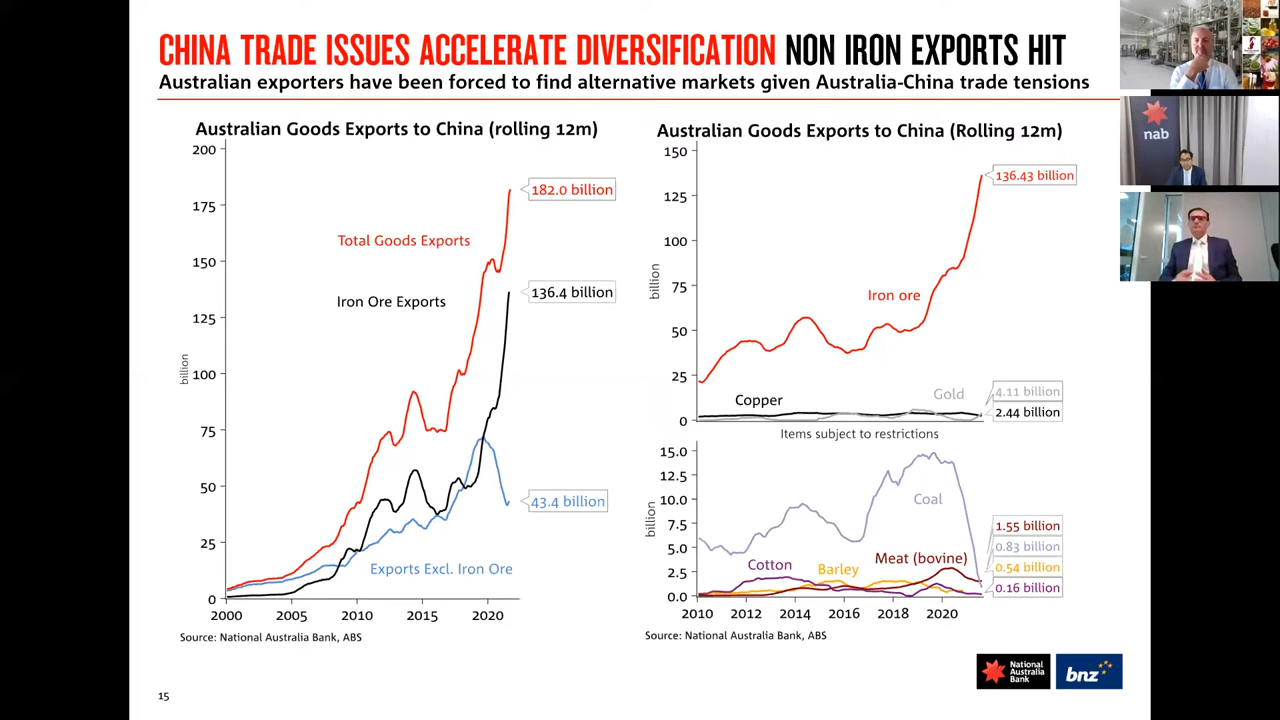 CHINA TRADE ISSUES ACCELERATE DIVERSIFICATION NON IRON EXPORTS HIT
Australian exporters have been forced to find alternative markets given Australia-China trade tensions
Australian Goods Exports to China (rolling 12m)
200
175
150
125
100
75
50
25
0
billion
Total Goods Exports
Iron Ore Exports
Exports Excl. Iron Ore
182.0 billion
136.4 billion
43.4 billion
2000 2005 2010 2015 2020
Source: National Australia Bank, ABS
Australian Goods Exports to China (Rolling 12m)
150
125
100
75
50
25
0
billion
Iron ore
Copper
Gold
136.43 billion
4.11 billion
2.44 billion
Items subject to restrictions
15.0
12.5
10.0
7.5
5.0
2.5
0.0
billion
Coal
Cotton
Barley
Meat (bovine)
1.55 billion
0.83 billion
0.54 billion
0.16 billion
2010 2012 2014 2016 2018 2020
Source: National Australia Bank, ABS
National
Australia
Bank
bnz
15
nab